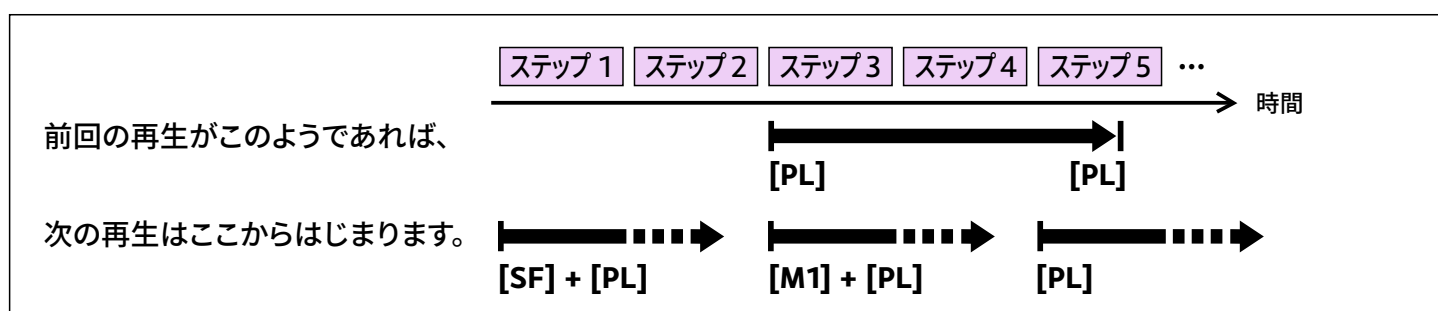 ステップ 1 ステップ 2 ステップ 3 ステップ 4 ステップ 5 …
時間
前回の再生がこのようであれば、
[PL] [PL]
次の再生はここからはじまります。
[SF] + [PL] [M1] + [PL] [PL]